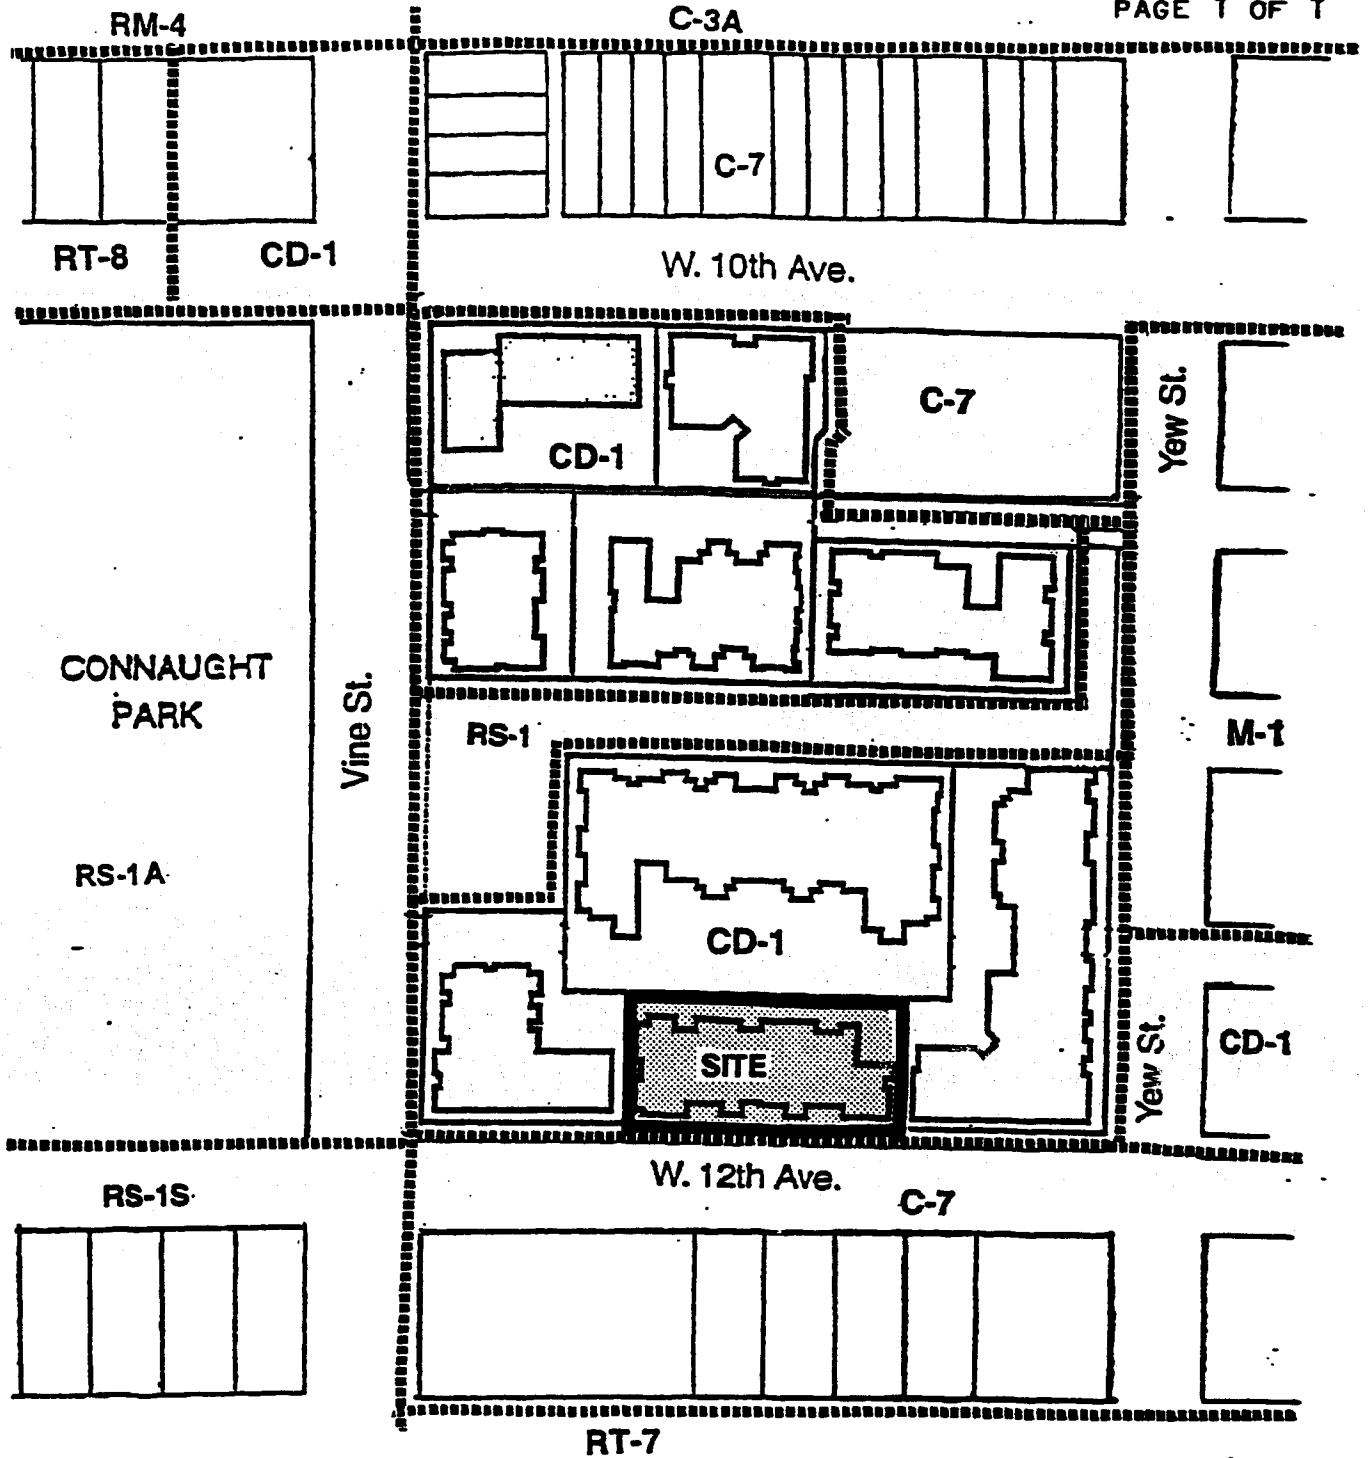 PAGE 1 OF 1
RM-4
C-3A
C-7
RT-8
CD-1
W. 10th Ave.
C-7
Yew St.
CD-1
CONNAUGHT
PARK
Vine St.
RS-1
M-1
RS-1A
CD-1
SITE
Yew St.
CD-1
W. 12th Ave.
RS-1S
C-7
RT-7